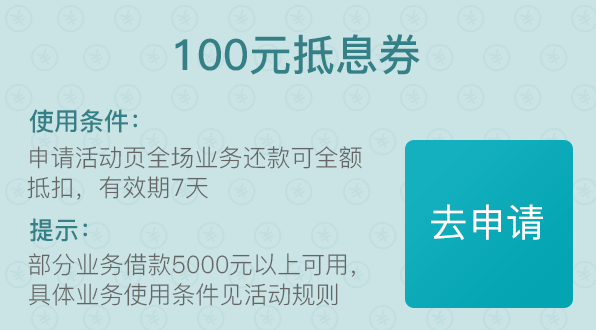 100元抵息券
使用条件：
申请活动页全场业务还款可全额
抵扣，有效期7天
去申请
提示：
部分业务借款5000元以上可用，
具体业务使用条件见活动规则